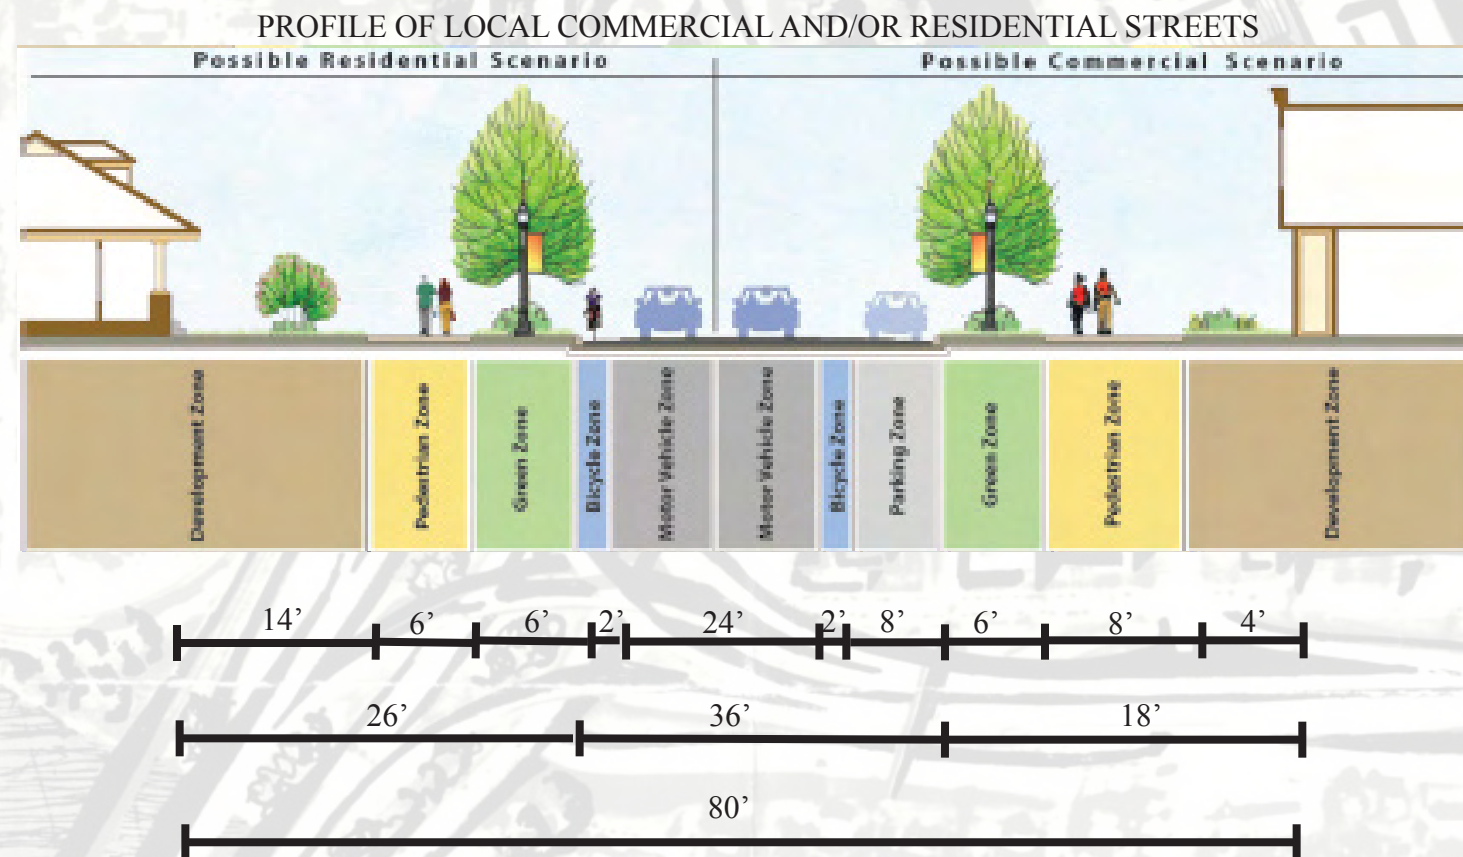 PROFILE OF LOCAL COMMERCIAL AND/OR RESIDENTIAL STREETS
Possible Residential Scenario
Possible Commercial Scenario
Development Zone
Pedestrian Zone
Green Zone
Bicycle Zone
Motor Vehicle Zone
Motor Vehicle Zone
Bicycle Zone
Parking Zone
Green Zone
Pedestrian Zone
Development Zone
14’ 6’ 6’ 2’ 24’ 2’ 8’ 6’ 8’ 4’
26’ 36’ 18’
80’